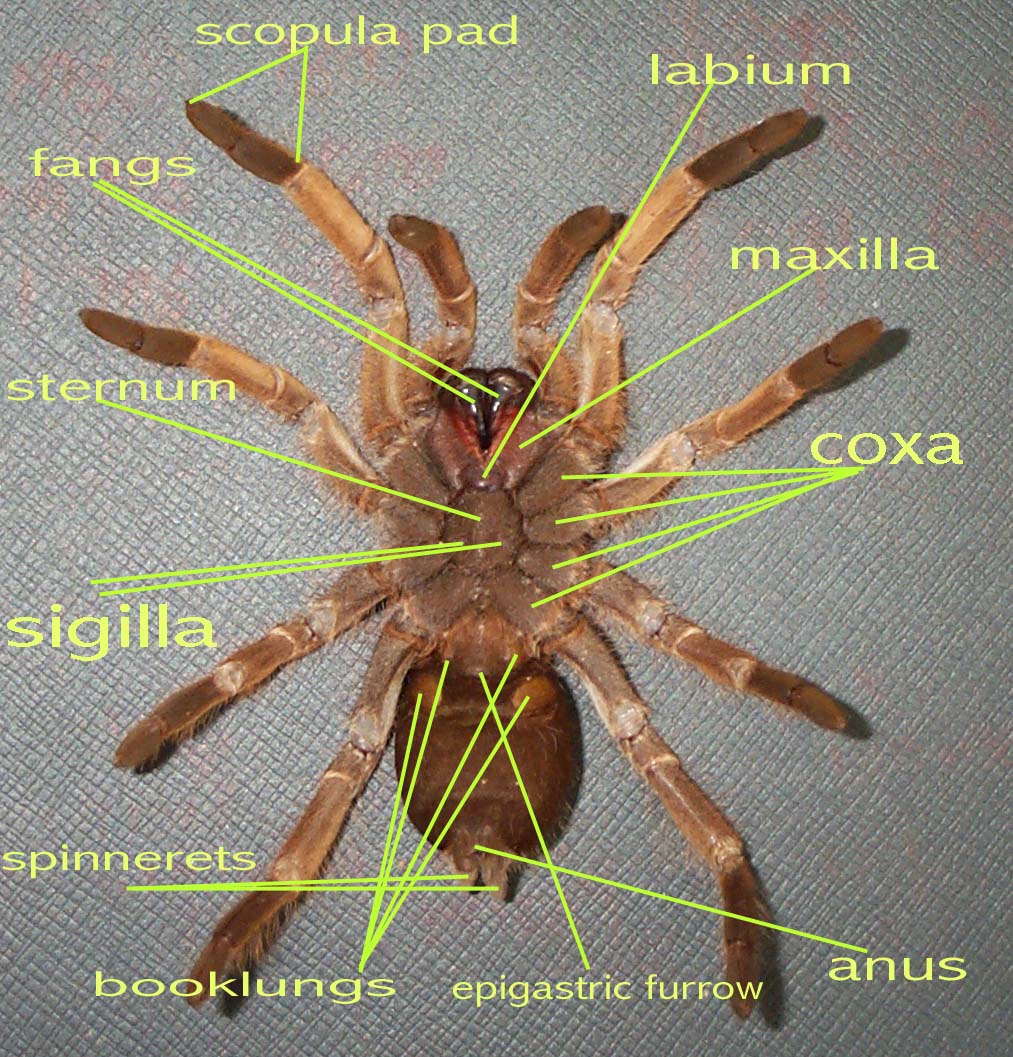 scopula pad
labium
fangs
maxilla
sternum
coxa
sigilla
spinnerets
booklungs
epigastric furrow
anus